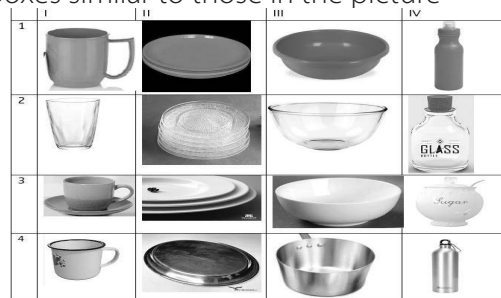 boxes similar to those in the picture
I II III IV
1
2
GLASS
BOTTLE
3
Sugar
4